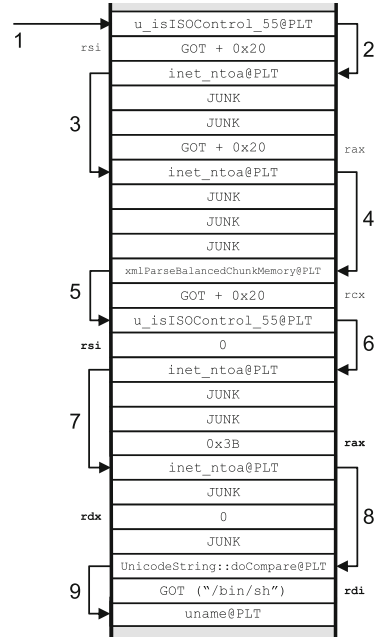 1
u_isISOControl_55@PLT
2
rsi
GOT + 0x20
inet_ntoa@PLT
JUNK
3
JUNK
GOT + 0x20
rax
inet_ntoa@PLT
JUNK
4
JUNK
JUNK
xmlParseBalancedChunkMemory@PLT
5
GOT + 0x20
rcx
u_isISOControl_55@PLT
6
rsi
0
inet_ntoa@PLT
JUNK
7
JUNK
0x3B
rax
inet_ntoa@PLT
JUNK
8
rdx
0
JUNK
UnicodeString::doCompare@PLT
9
GOT ("/bin/sh")
rdi
uname@PLT